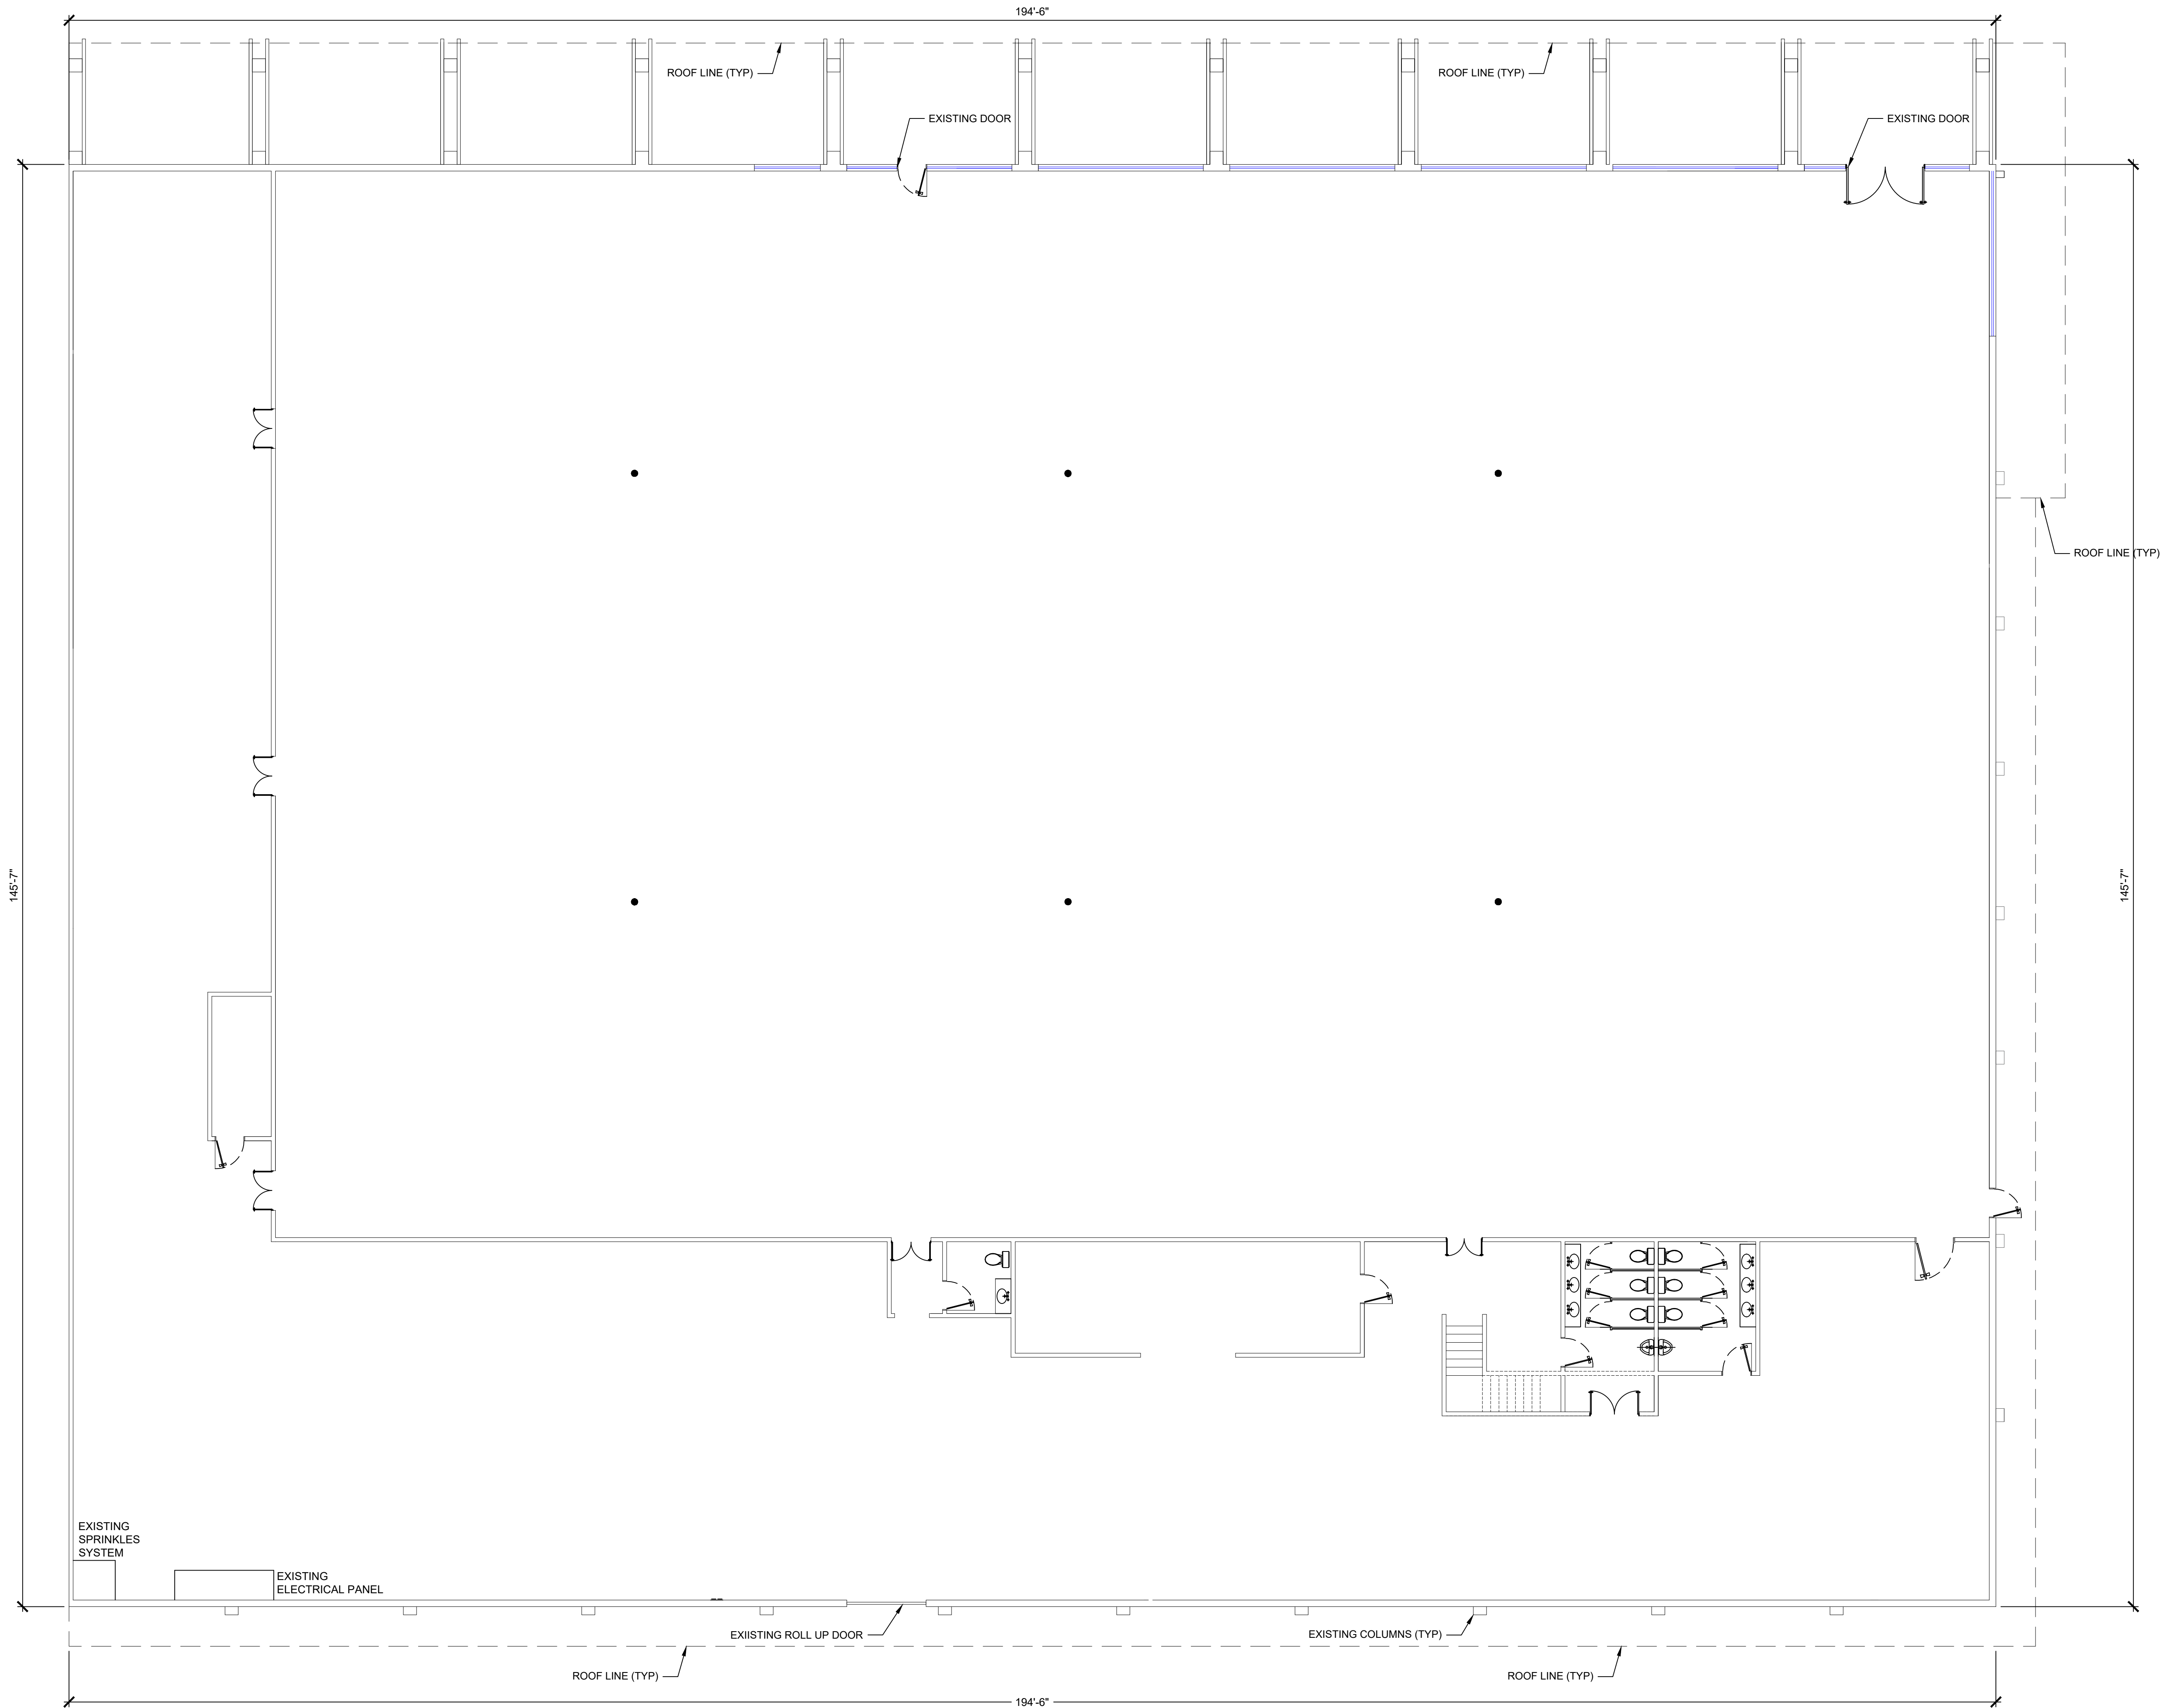 194'-6"
ROOF LINE (TYP)
ROOF LINE (TYP)
EXISTING DOOR
EXISTING DOOR
ROOF LINE (TYP)
145'-7"
145'-7"
EXISTING
SPRINKLES
SYSTEM
EXISTING
ELECTRICAL PANEL
EXIISTING ROLL UP DOOR
EXISTING COLUMNS (TYP)
ROOF LINE (TYP)
ROOF LINE (TYP)
194'-6"